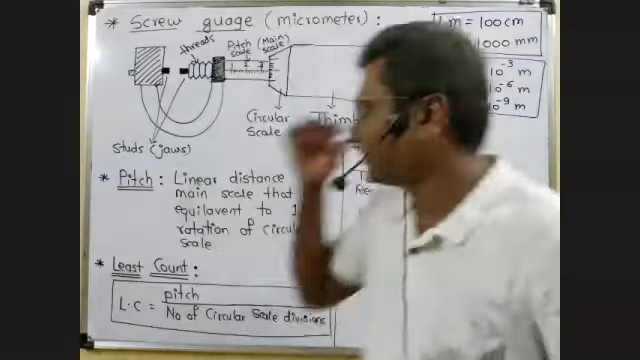 * Screw guage (micrometer):
1 m = 100 cm
1000 mm
10⁻³ m
10⁻⁶ m
10⁻⁹ m
threads
Pitch (Main)
scale scale
Circular
Scale
Studs (jaws)
* Pitch: Linear distance
main scale that
equilavent to 1
rotation of
scale
* Least Count:
L.C = pitch
No of Circular Scale divisions